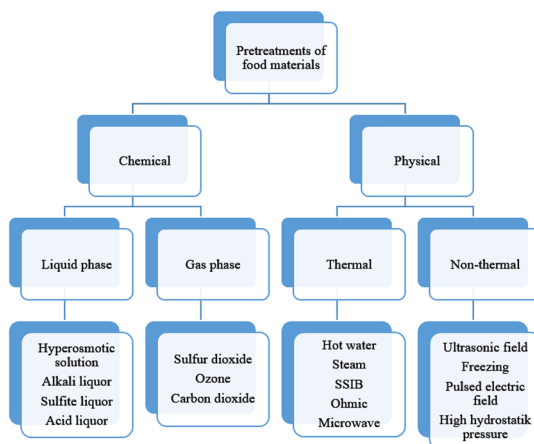 Pretreatments of
food materials
Chemical
Physical
Liquid phase
Gas phase
Thermal
Non-thermal
Hyperosmotic
solution
Alkali liquor
Sulfite liquor
Acid liquor
Sulfur dioxide
Ozone
Carbon dioxide
Hot water
Steam
SSIB
Ohmic
Microwave
Ultrasonic field
Freezing
Pulsed electric
field
High hydrostatik
pressure